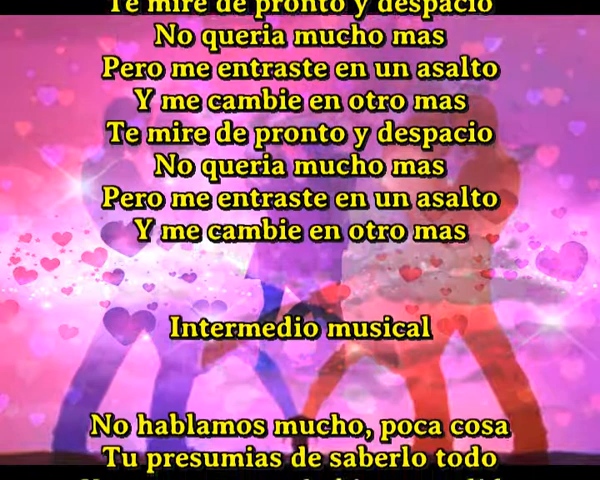 Te mire de pronto y despacio
No queria mucho mas
Pero me entraste en un asalto
Y me cambie en otro mas
Te mire de pronto y despacio
No queria mucho mas
Pero me entraste en un asalto
Y me cambie en otro mas
Intermedio musical
No hablamos mucho, poca cosa
Tu presumias de saberlo todo